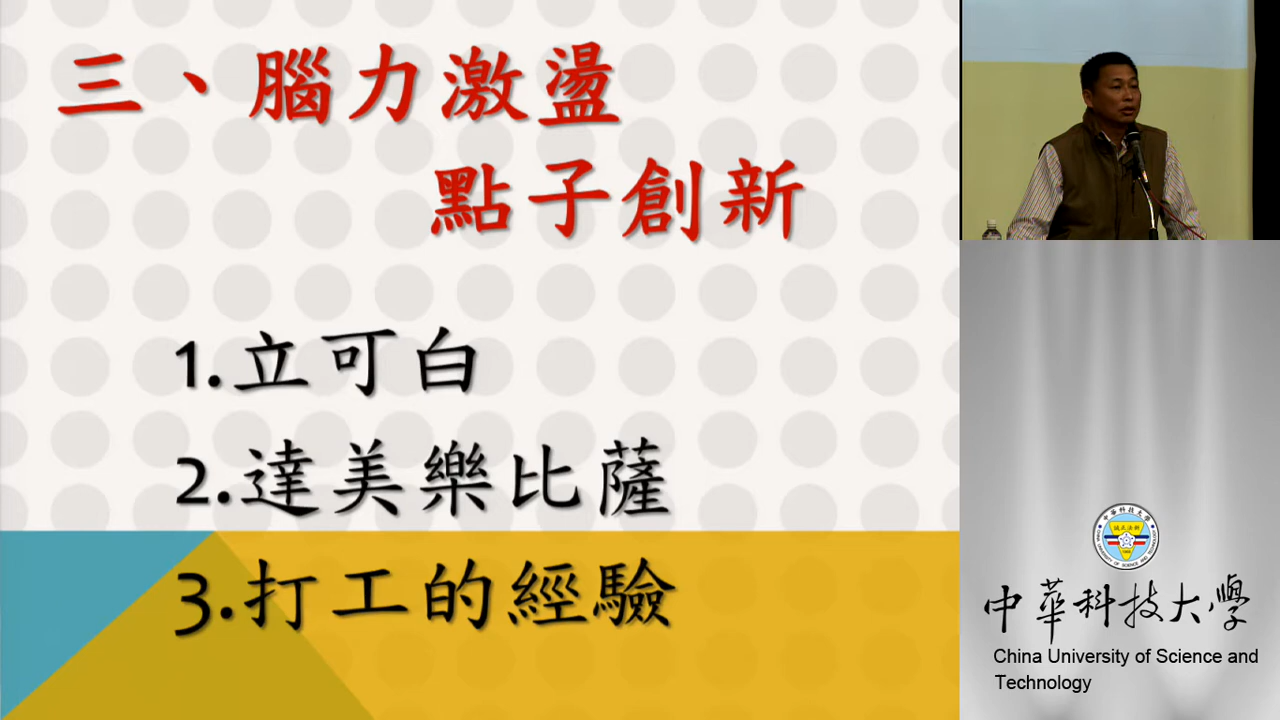 三、腦力激盪
點子創新
1.立可白
2.達美樂比薩
3.打工的經驗
中華科技大學
China University of Science and
Technology